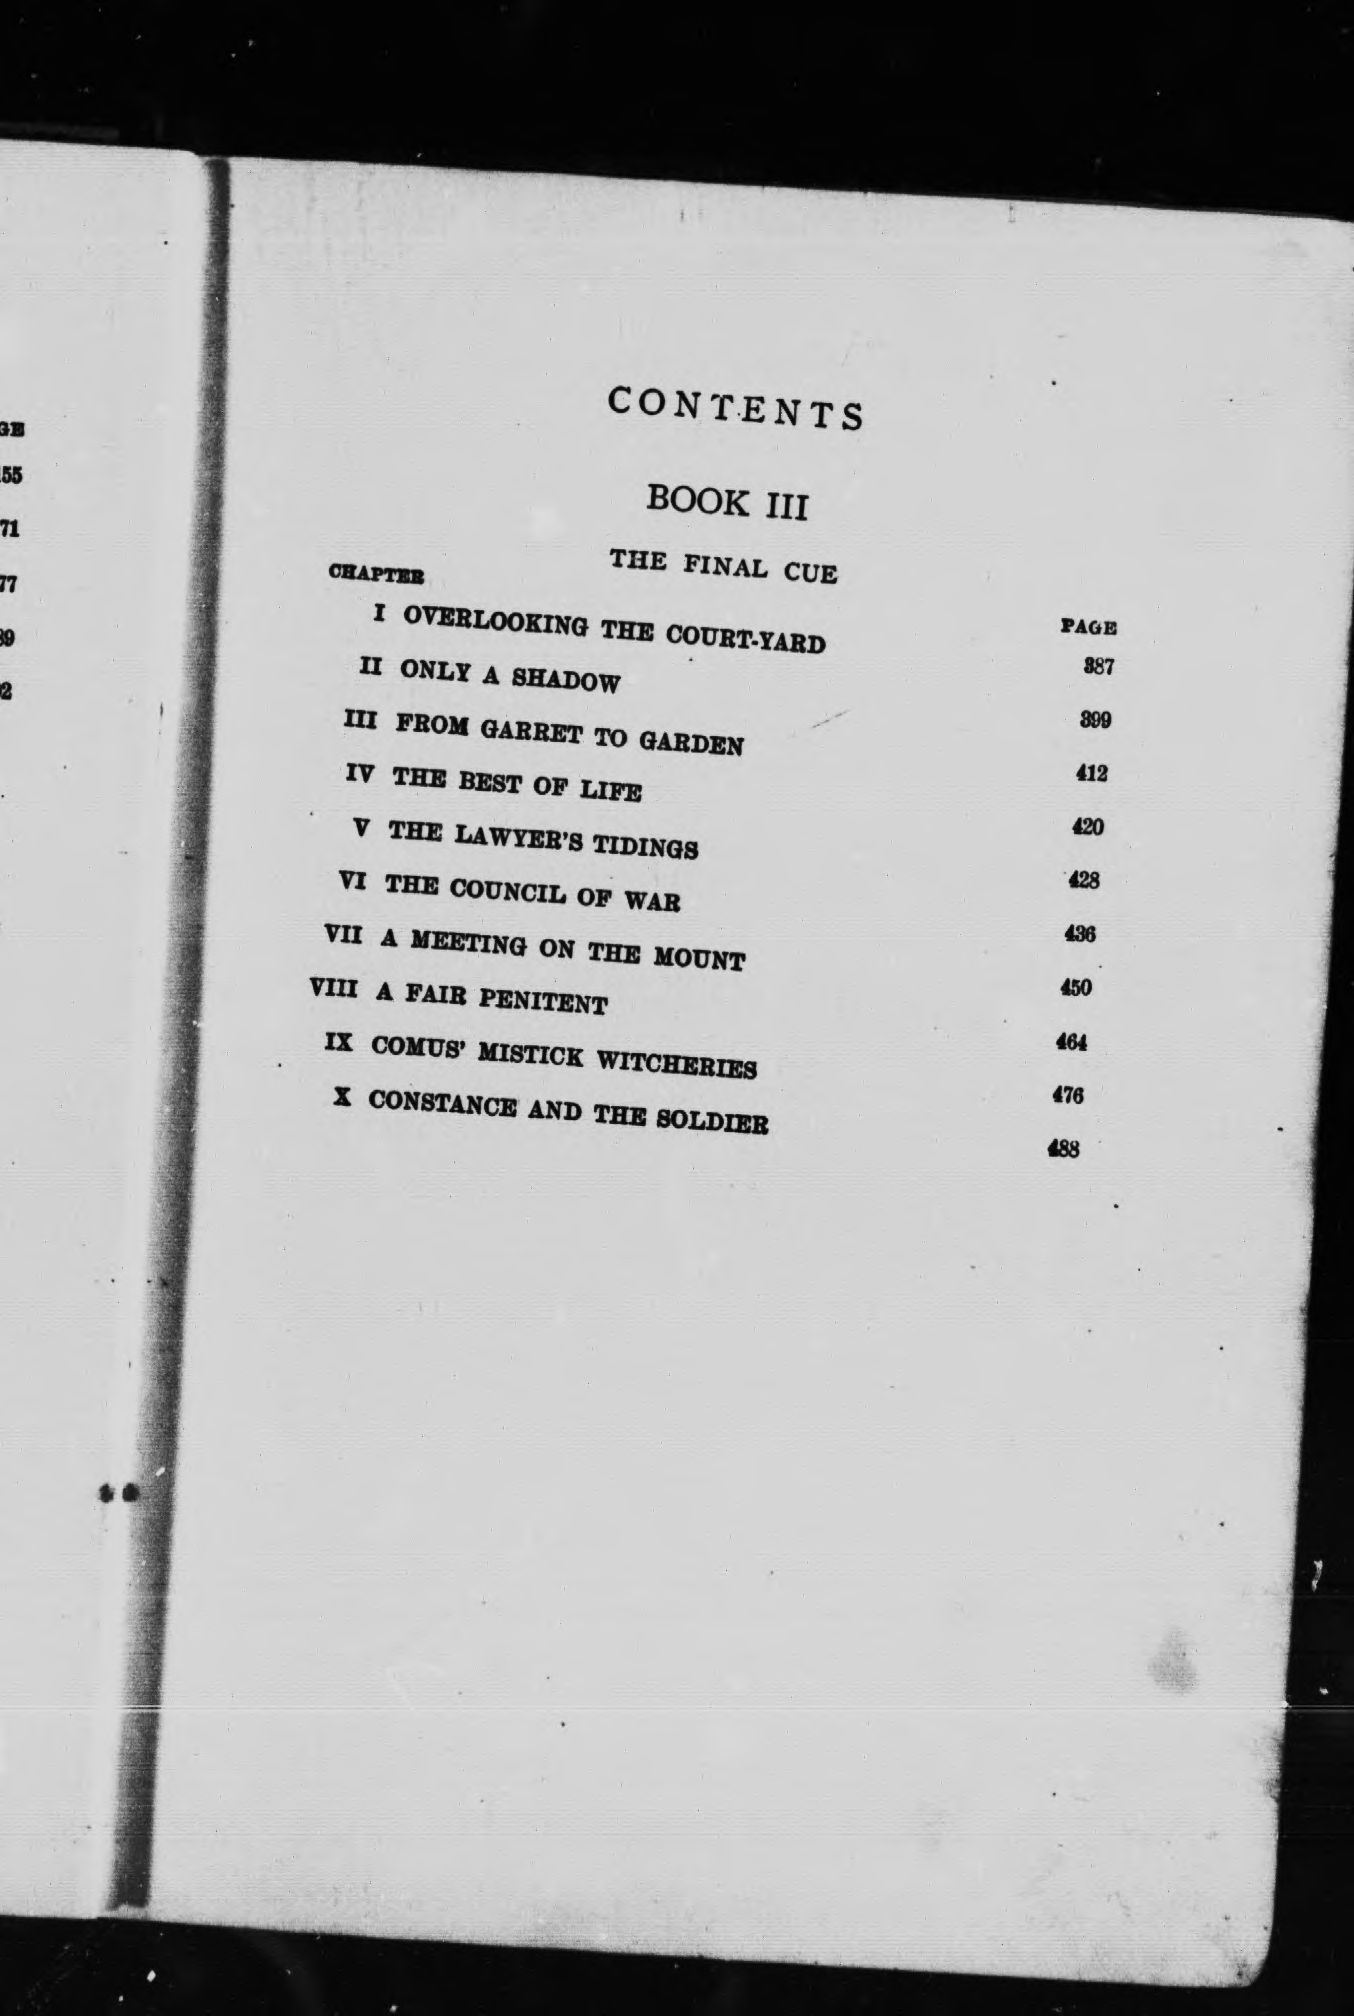 CONTENTS
BOOK III
THE FINAL CUE
CHAPTER PAGE
I OVERLOOKING THE COURT-YARD 387
II ONLY A SHADOW 399
III FROM GARRET TO GARDEN 412
IV THE BEST OF LIFE 420
V THE LAWYER'S TIDINGS 428
VI THE COUNCIL OF WAR 436
VII A MEETING ON THE MOUNT 450
VIII A FAIR PENITENT 464
IX COMUS' MISTICK WITCHERIES 476
X CONSTANCE AND THE SOLDIER 488